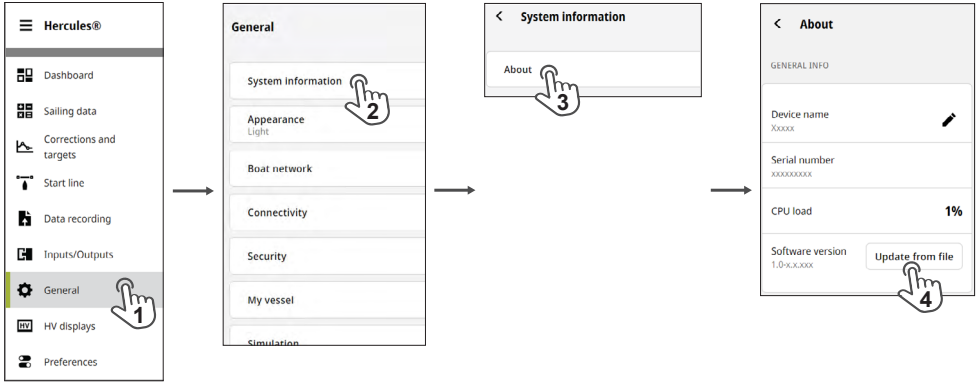 Hercules®
Dashboard
Sailing data
Corrections and
targets
Start line
Data recording
Inputs/Outputs
General
1
HV
HV displays
Preferences
General
System information
2
Appearance
Light
Boat network
Connectivity
Security
My vessel
Simulation
System information
About
3
About
GENERAL INFO
Device name
Xxxxx
Serial number
xxxxxxxxx
CPU load 1%
Software version
1.0-x.x.xxx
Update from file
4